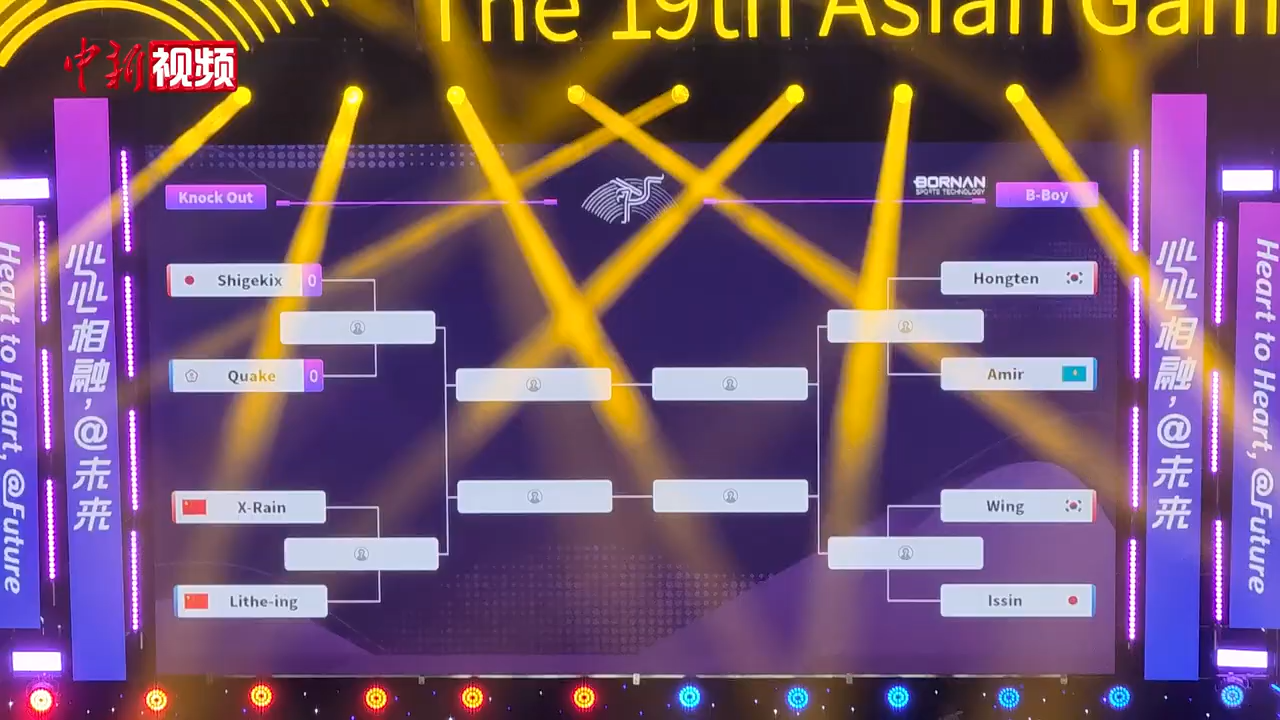 The 19th Asian Gam
中新视频
Knock Out
BORNAN
SPORTS TECHNOLOGY
B-Boy
Shigekix 0
Hongten
Quake 0
Amir
X-Rain
Wing
Lithe-ing
Issin
Heart to Heart, @Future
心心相融,@未来
心心相融,@未来
Heart to Heart, @Future